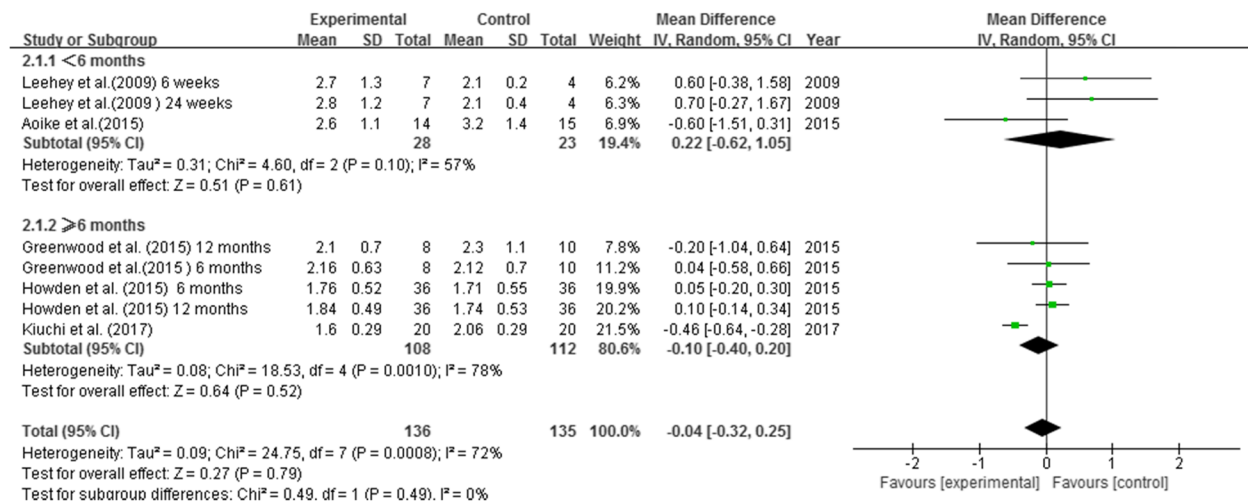 Experimental Control Mean Difference Mean Difference
Study or Subgroup Mean SD Total Mean SD Total Weight IV, Random, 95% CI Year IV, Random, 95% CI
2.1.1 <6 months
Leehey et al.(2009) 6 weeks 2.7 1.3 7 2.1 0.2 4 6.2% 0.60 [-0.38, 1.58] 2009
Leehey et al.(2009 ) 24 weeks 2.8 1.2 7 2.1 0.4 4 6.3% 0.70 [-0.27, 1.67] 2009
Aoike et al.(2015) 2.6 1.1 14 3.2 1.4 15 6.9% -0.60 [-1.51, 0.31] 2015
Subtotal (95% CI) 28 23 19.4% 0.22 [-0.62, 1.05]
Heterogeneity: Tau² = 0.31; Chi² = 4.60, df = 2 (P = 0.10); I² = 57%
Test for overall effect: Z = 0.51 (P = 0.61)
2.1.2 ⩾6 months
Greenwood et al. (2015) 12 months 2.1 0.7 8 2.3 1.1 10 7.8% -0.20 [-1.04, 0.64] 2015
Greenwood et al.(2015 ) 6 months 2.16 0.63 8 2.12 0.7 10 11.2% 0.04 [-0.58, 0.66] 2015
Howden et al. (2015) 6 months 1.76 0.52 36 1.71 0.55 36 19.9% 0.05 [-0.20, 0.30] 2015
Howden et al. (2015) 12 months 1.84 0.49 36 1.74 0.53 36 20.2% 0.10 [-0.14, 0.34] 2015
Kiuchi et al. (2017) 1.6 0.29 20 2.06 0.29 20 21.5% -0.46 [-0.64, -0.28] 2017
Subtotal (95% CI) 108 112 80.6% -0.10 [-0.40, 0.20]
Heterogeneity: Tau² = 0.08; Chi² = 18.53, df = 4 (P = 0.0010); I² = 78%
Test for overall effect: Z = 0.64 (P = 0.52)
Total (95% CI) 136 135 100.0% -0.04 [-0.32, 0.25]
Heterogeneity: Tau² = 0.09; Chi² = 24.75, df = 7 (P = 0.0008); I² = 72%
Test for overall effect: Z = 0.27 (P = 0.79)
Test for subgroup differences: Chi² = 0.49, df = 1 (P = 0.49), I² = 0%
-2 -1 0 1 2
Favours [experimental] Favours [control]